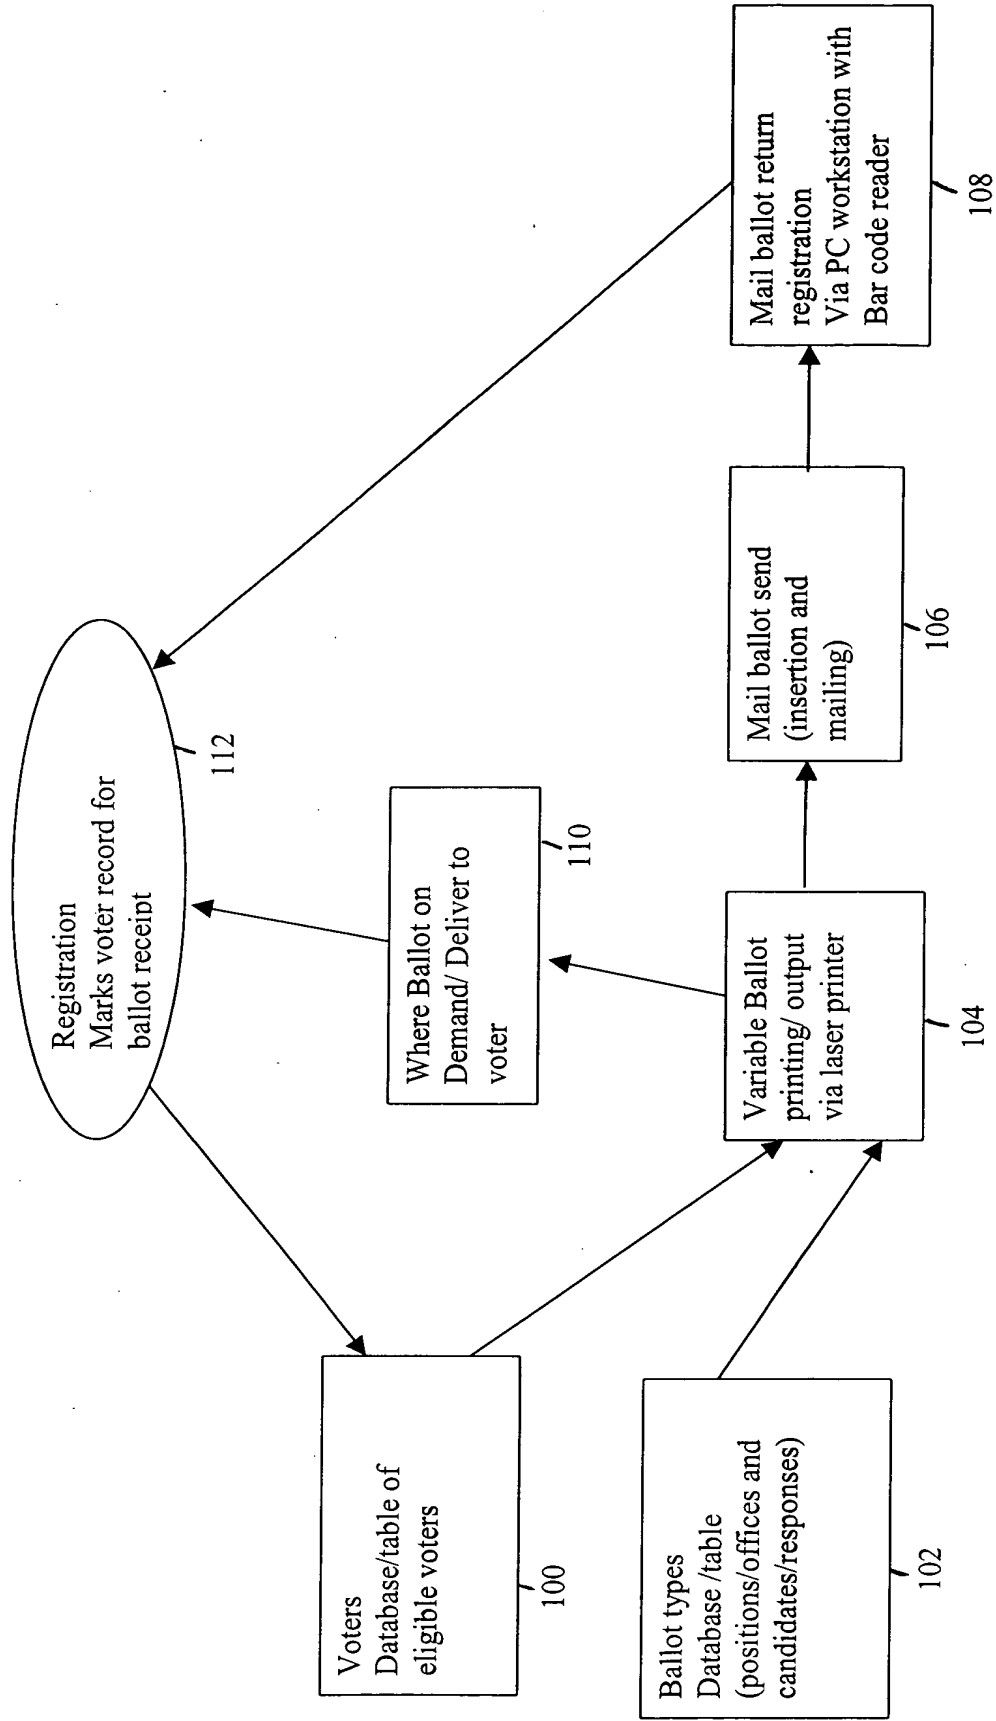 Registration
Marks voter record for
ballot receipt
112
Voters
Database/table of
eligible voters
100
Where Ballot on
Demand/ Deliver to
voter
110
Ballot types
Database /table
(positions/offices and
candidates/responses)
102
Variable Ballot
printing/ output
via laser printer
104
Mail ballot send
(insertion and
mailing)
106
Mail ballot return
registration
Via PC workstation with
Bar code reader
108